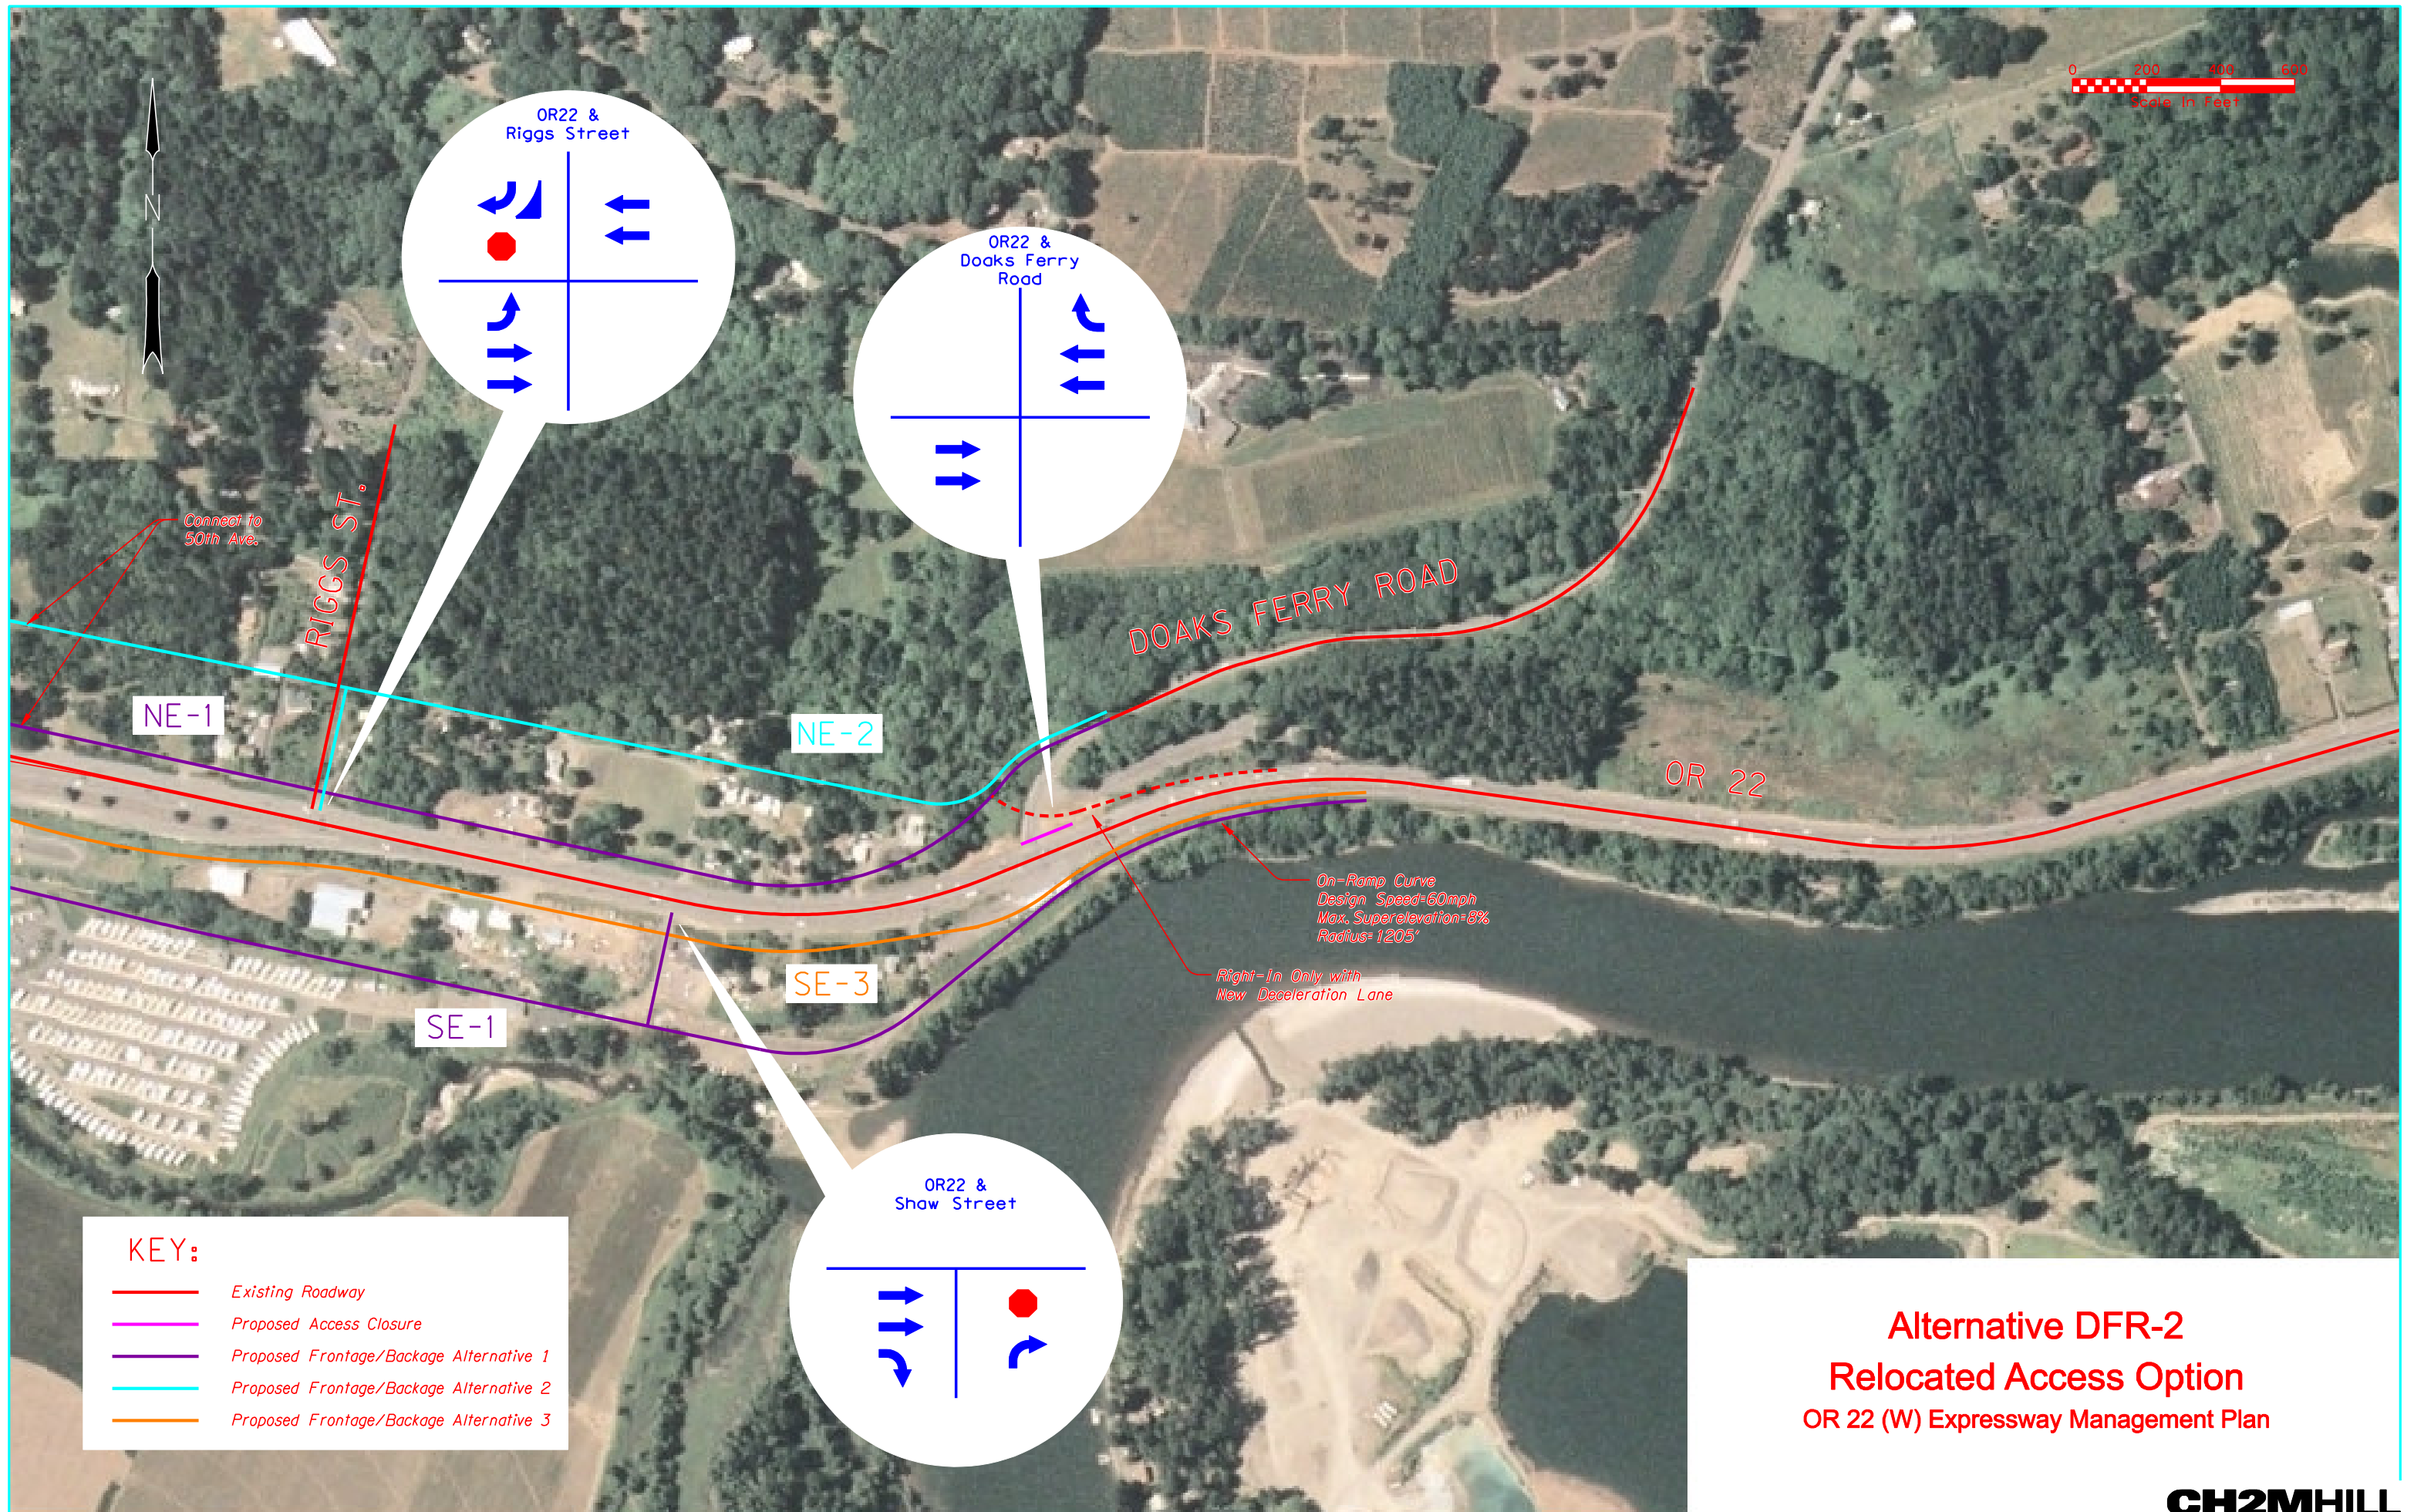 0 200 400 600
Scale In Feet
N
OR22 &
Riggs Street
OR22 &
Doaks Ferry
Road
Connect to
50th Ave.
RIGGS ST.
DOAKS FERRY ROAD
NE-1
NE-2
OR 22
On-Ramp Curve
Design Speed=60mph
Max. Superelevation=8%
Radius=1205'
Right-In Only with
New Deceleration Lane
SE-3
SE-1
OR22 &
Shaw Street
KEY:
Existing Roadway
Proposed Access Closure
Proposed Frontage/Backage Alternative 1
Proposed Frontage/Backage Alternative 2
Proposed Frontage/Backage Alternative 3
Alternative DFR-2
Relocated Access Option
OR 22 (W) Expressway Management Plan
CH2MHILL